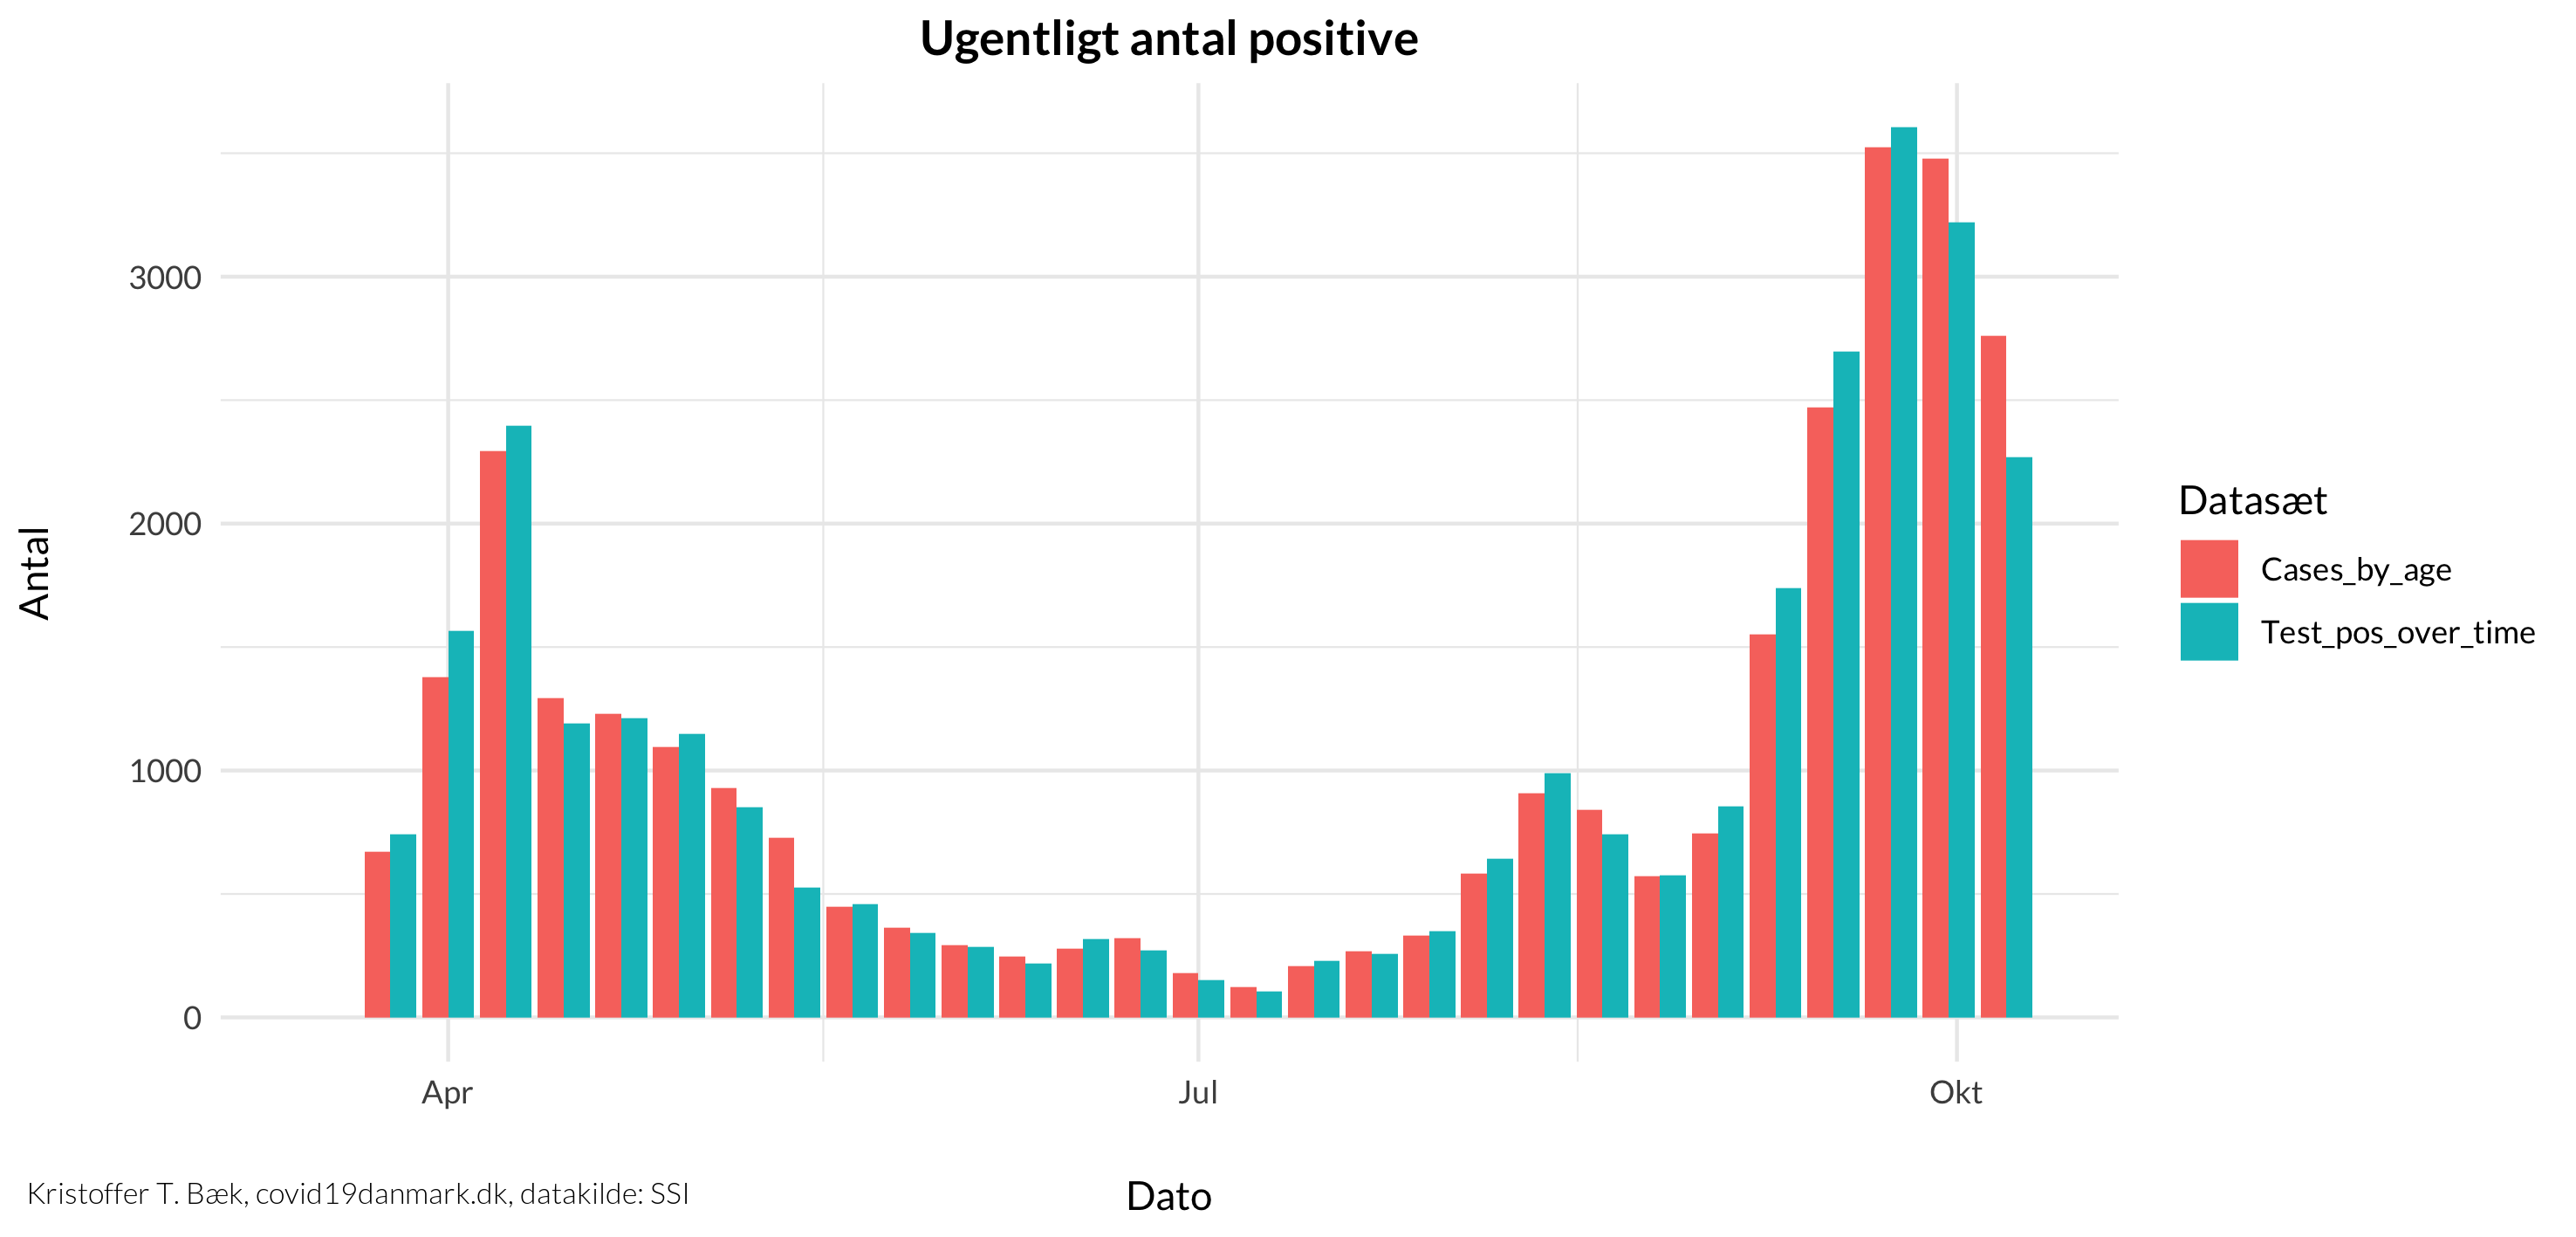 Ugentligt antal positive
Antal
3000
2000
1000
0
Apr
Jul
Okt
Dato
Datasæt
Cases_by_age
Test_pos_over_time
Kristoffer T. Bæk, covid19danmark.dk, datakilde: SSI